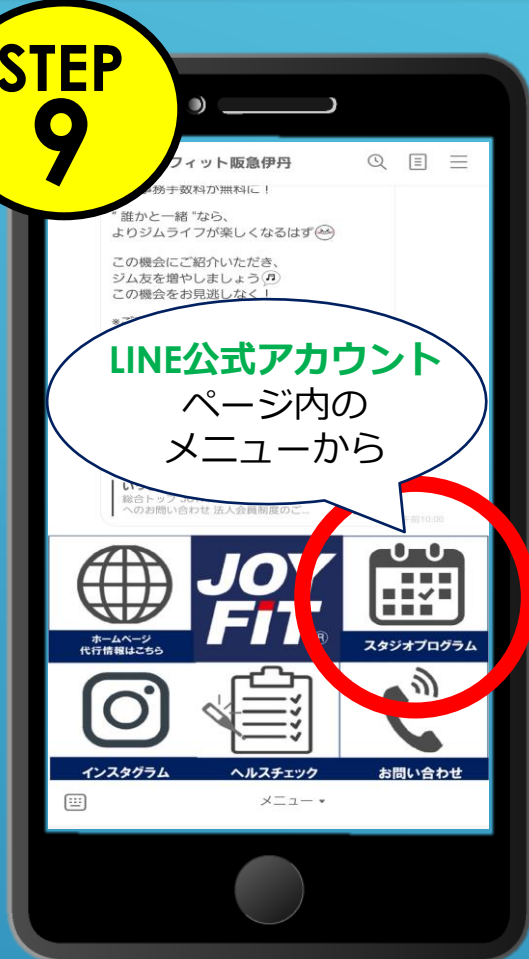 STEP
9
フィット阪急伊丹
事務手数料が無料に！
“ 誰かと一緒 ”なら、
よりジムライフが楽しくなるはず
この機会にご紹介いただき、
ジム友を増やしましょう
この機会をお見逃しなく！
LINE公式アカウント
ページ内の
メニューから
総合トップ
へのお問い合わせ 法人会員制度のご...
午前10:00
JOY
FIT
ホームページ
代行情報はこちら
スタジオプログラム
インスタグラム
ヘルスチェック
お問い合わせ
メニュー